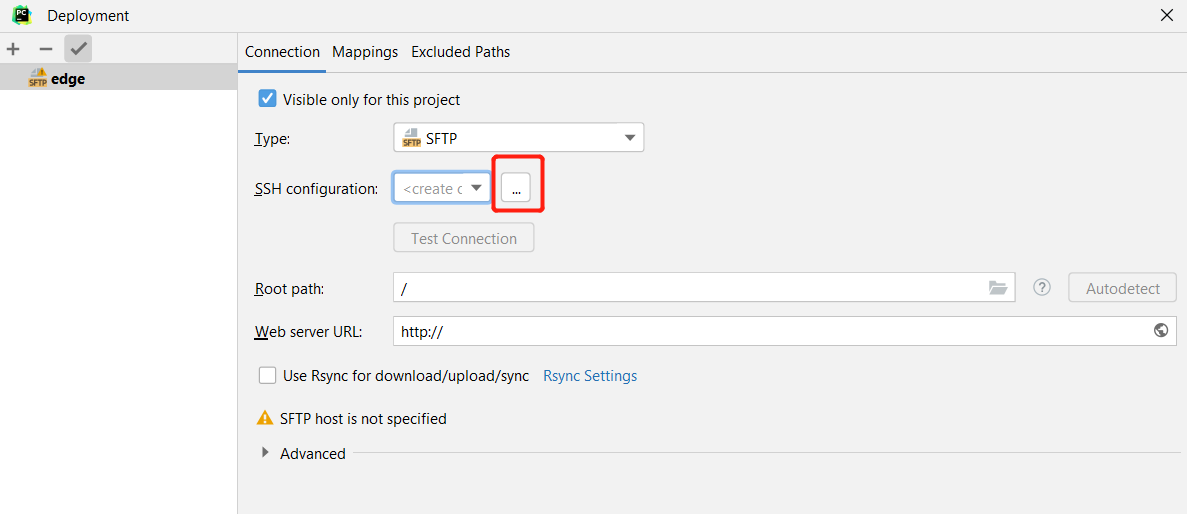 PC Deployment
SFTP edge
Connection Mappings Excluded Paths
Visible only for this project
Type: SFTP SFTP
SSH configuration: <create c ...
Test Connection
Root path: / ? Autodetect
Web server URL: http://
Use Rsync for download/upload/sync Rsync Settings
SFTP host is not specified
Advanced